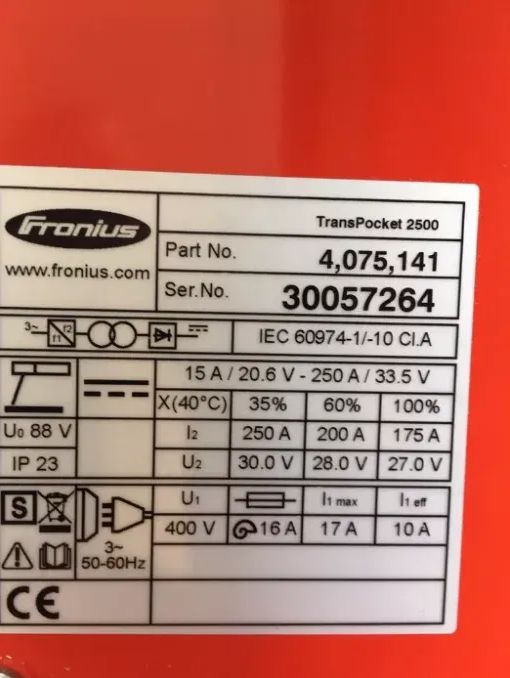 Fronius
TransPocket 2500
www.fronius.com
Part No. 4,075,141
Ser.No. 30057264
3~ f1 f2
IEC 60974-1/-10 Cl.A
15 A / 20.6 V - 250 A / 33.5 V
X(40°C) 35% 60% 100%
U0 88 V I2 250 A 200 A 175 A
IP 23 U2 30.0 V 28.0 V 27.0 V
S U1 I1 max I1 eff
400 V 16 A 17 A 10 A
3~
50-60Hz
CE